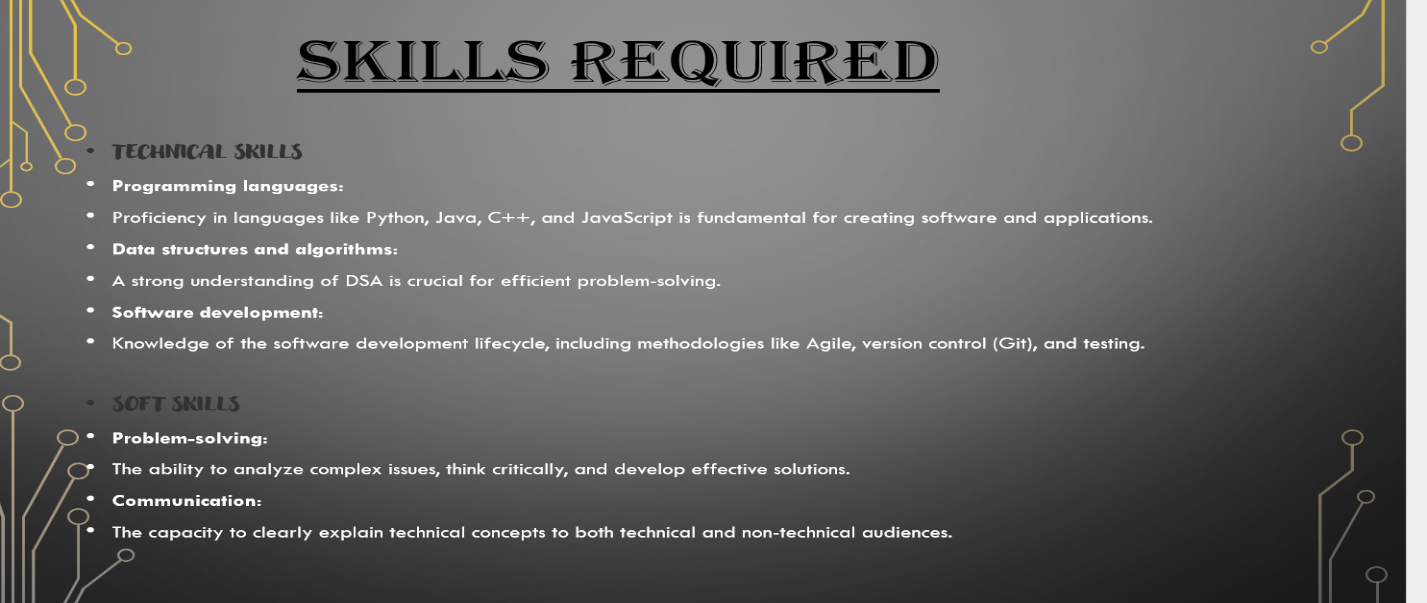 SKILLS REQUIRED
• TECHNICAL SKILLS
• Programming languages:
• Proficiency in languages like Python, Java, C++, and JavaScript is fundamental for creating software and applications.
• Data structures and algorithms:
• A strong understanding of DSA is crucial for efficient problem-solving.
• Software development:
• Knowledge of the software development lifecycle, including methodologies like Agile, version control (Git), and testing.
• SOFT SKILLS
• Problem-solving:
• The ability to analyze complex issues, think critically, and develop effective solutions.
• Communication:
• The capacity to clearly explain technical concepts to both technical and non-technical audiences.